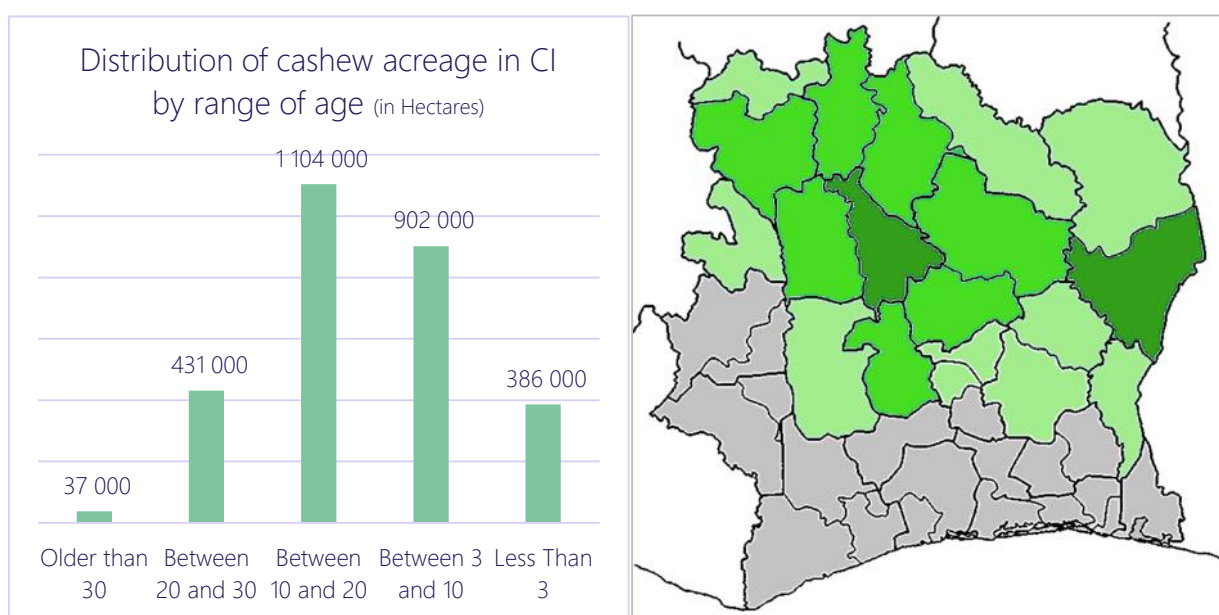 Distribution of cashew acreage in CI
by range of age (in Hectares)
1 104 000
902 000
431 000
386 000
37 000
Older than
30
Between
20 and 30
Between
10 and 20
Between 3
and 10
Less Than
3